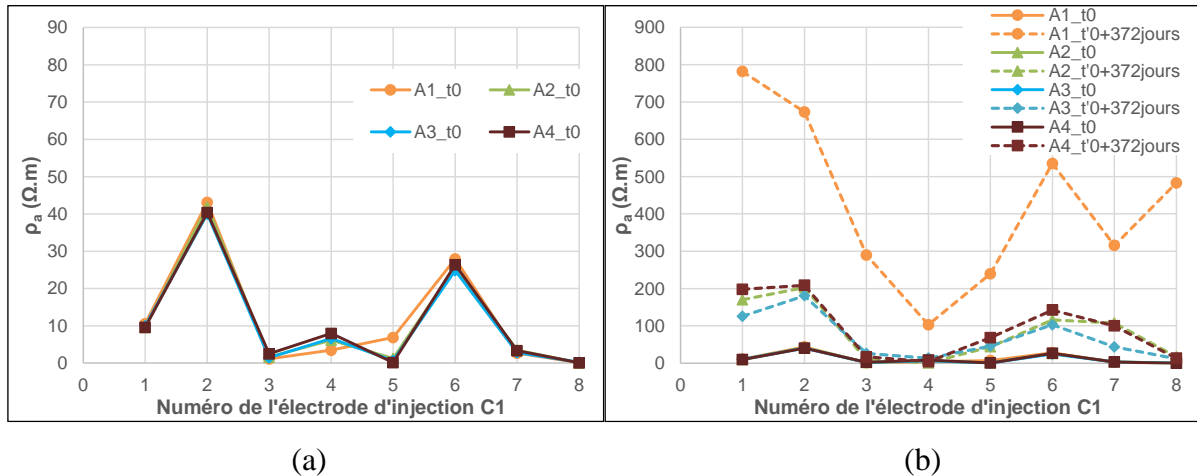 90
80
70
60
50
40
30
20
10
0
ρa (Ω.m)
A1_t0
A2_t0
A3_t0
A4_t0
0 1 2 3 4 5 6 7 8
Numéro de l'électrode d'injection C1
(a)
900
800
700
600
500
400
300
200
100
0
ρa (Ω.m)
A1_t0
A1_t'0+372jours
A2_t0
A2_t'0+372jours
A3_t0
A3_t'0+372jours
A4_t0
A4_t'0+372jours
0 1 2 3 4 5 6 7 8
Numéro de l'électrode d'injection C1
(b)